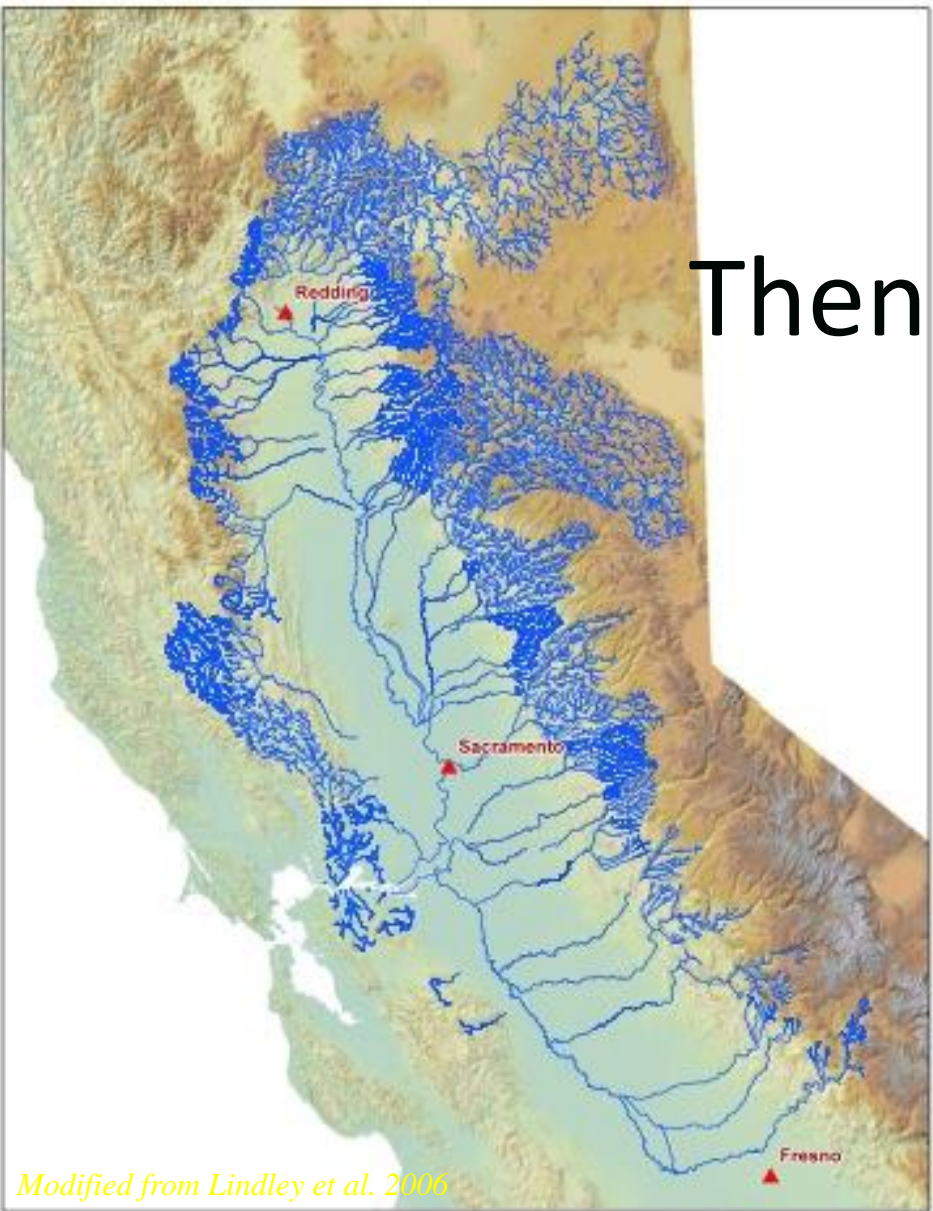 Then
Redding
Sacramento
Fresno
Modified from Lindley et al. 2006